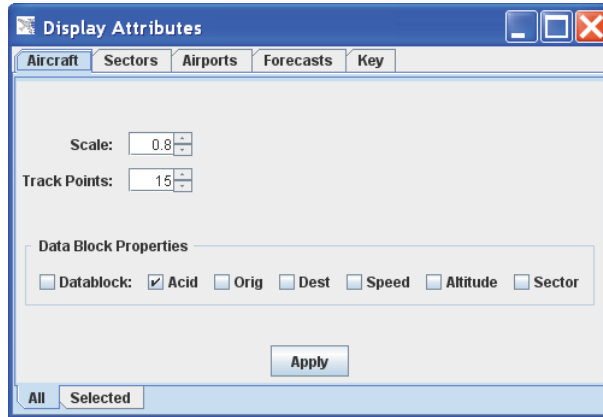 Display Attributes
Aircraft Sectors Airports Forecasts Key
Scale: 0.8
Track Points: 15
Data Block Properties
Datablock: Acid Orig Dest Speed Altitude Sector
Apply
All Selected